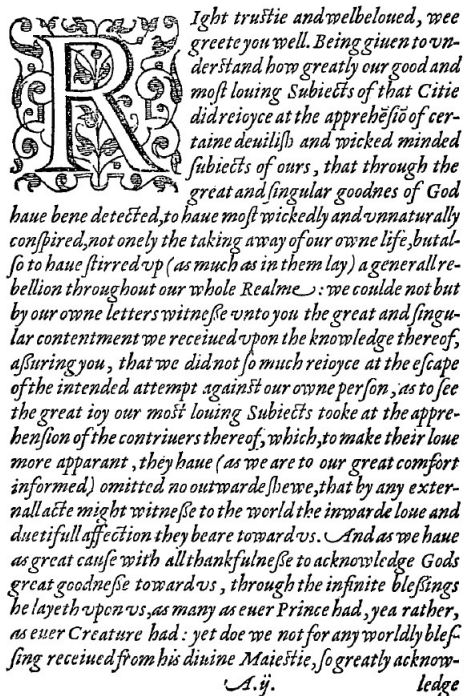 Right truſtie and welbeloued, wee
greete you well. Being giuen to vn-
derſtand how greatly our good and
moſt louing Subiects of that Citie
did reioyce at the apprehēſiō of cer-
taine deuiliſh and wicked minded
ſubiects of ours, that through the
great and ſingular goodnes of God
haue bene detected, to haue moſt wickedly and vnnaturally
conſpired, not onely the taking away of our owne life, but al-
ſo to haue ſtirred vp (as much as in them lay) a generall re-
bellion throughout our whole Realme: we coulde not but
by our owne letters witneſſe vnto you the great and ſingu-
lar contentment we receiued vpon the knowledge thereof,
aſſuring you, that we did not ſo much reioyce at the eſcape
of the intended attempt againſt our owne perſon, as to ſee
the great ioy our moſt louing Subiects tooke at the appre-
henſion of the contriuers thereof, which, to make their loue
more apparant, they haue (as we are to our great comfort
informed) omitted no outwarde ſhewe, that by any exter-
nall acte might witneſſe to the world the inwarde loue and
duetifull affection they beare toward vs. And as we haue
as great cauſe with all thankfulneſſe to acknowledge Gods
great goodneſſe toward vs, through the infinite bleſſings
he layeth vpon vs, as many as euer Prince had, yea rather,
as euer Creature had: yet doe we not for any worldly bleſ-
ſing receiued from his diuine Maieſtie, ſo greatly acknow-
A.ij. ledge